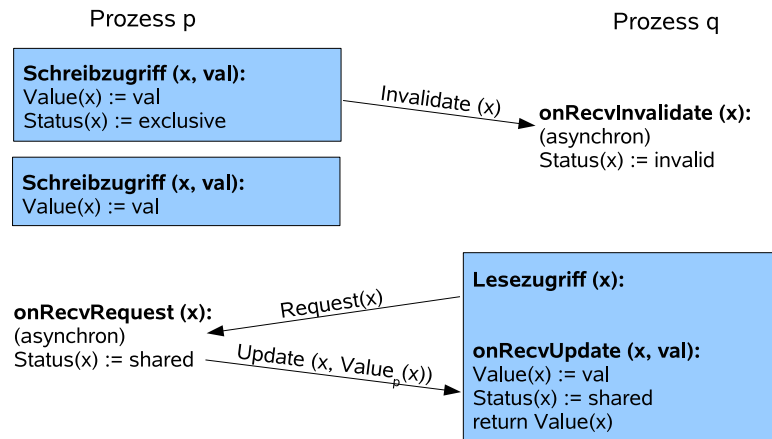 Prozess p
Prozess q
Schreibzugriff (x, val):
Value(x) := val
Status(x) := exclusive
Invalidate (x)
onRecvInvalidate (x):
(asynchron)
Status(x) := invalid
Schreibzugriff (x, val):
Value(x) := val
Lesezugriff (x):
Request(x)
onRecvRequest (x):
(asynchron)
Status(x) := shared
Update (x, Valueₚ(x))
onRecvUpdate (x, val):
Value(x) := val
Status(x) := shared
return Value(x)